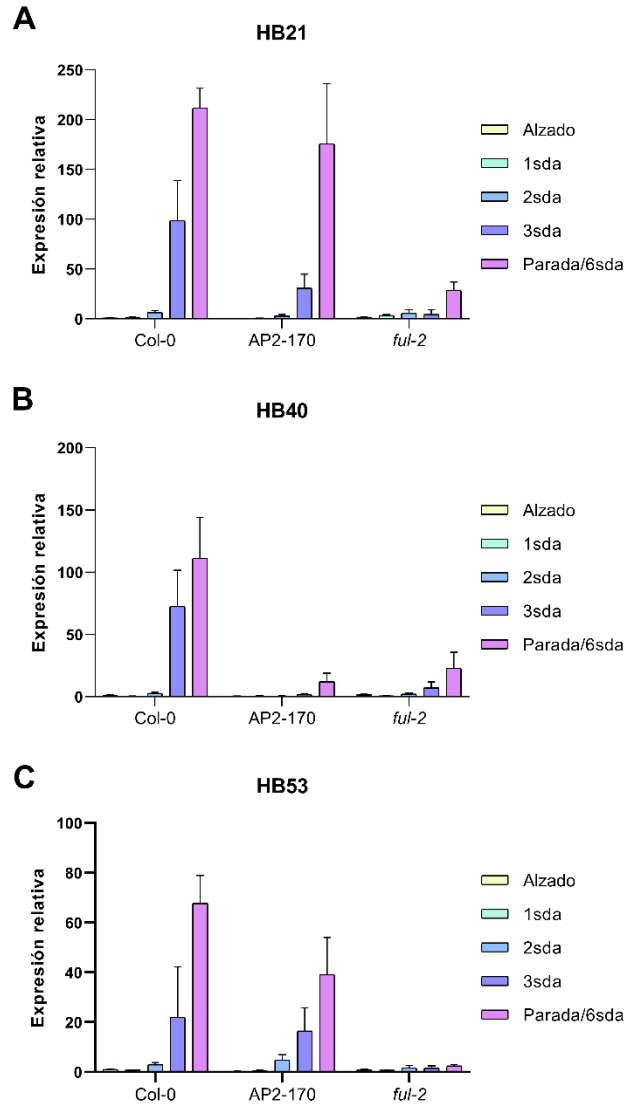 A
HB21
Expresión relativa
250
200
150
100
50
0
Col-0
AP2-170
ful-2
Alzado
1sda
2sda
3sda
Parada/6sda
B
HB40
Expresión relativa
200
150
100
50
0
Col-0
AP2-170
ful-2
Alzado
1sda
2sda
3sda
Parada/6sda
C
HB53
Expresión relativa
100
80
60
40
20
0
Col-0
AP2-170
ful-2
Alzado
1sda
2sda
3sda
Parada/6sda